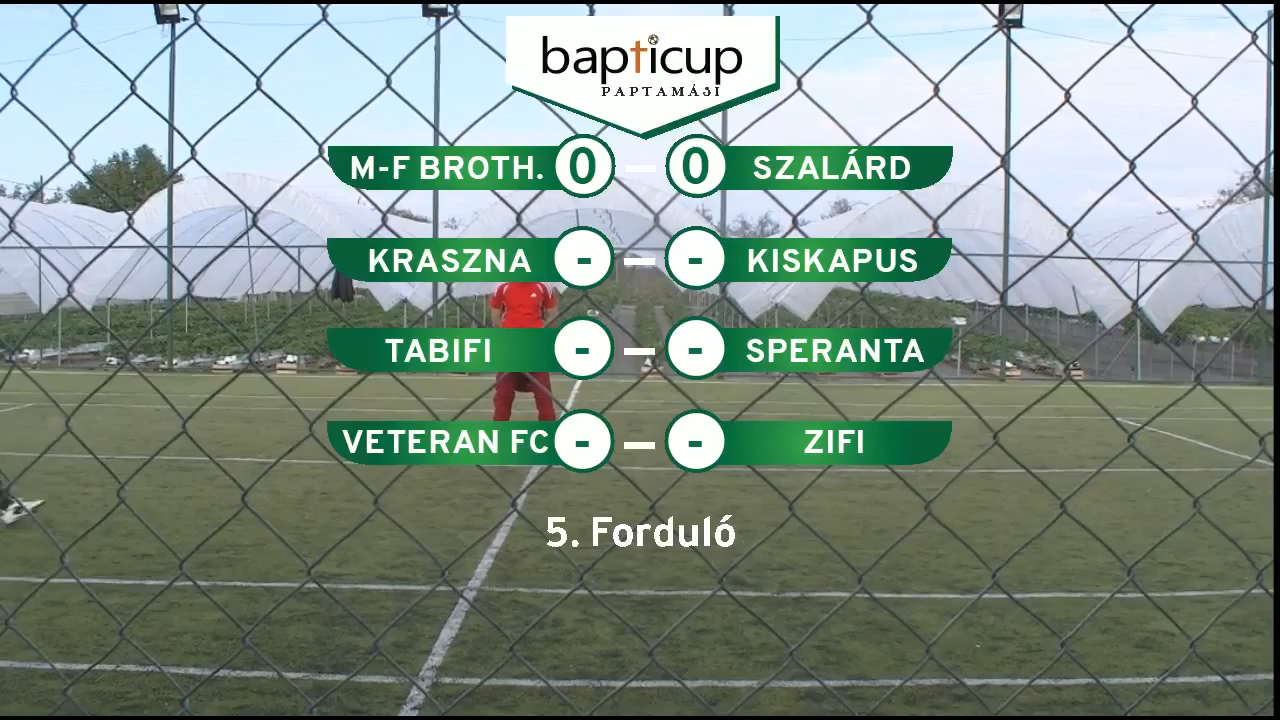 bapticup
PAPTAMÁSI
M-F BROTH. 0 – 0 SZALÁRD
KRASZNA - – - KISKAPUS
TABIFI - – - SPERANTA
VETERAN FC - – - ZIFI
5. Forduló